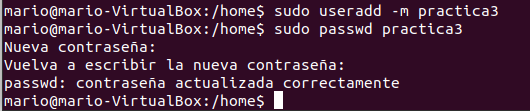 mario@mario-VirtualBox:/home$ sudo useradd -m practica3
mario@mario-VirtualBox:/home$ sudo passwd practica3
Nueva contraseña:
Vuelva a escribir la nueva contraseña:
passwd: contraseña actualizada correctamente
mario@mario-VirtualBox:/home$